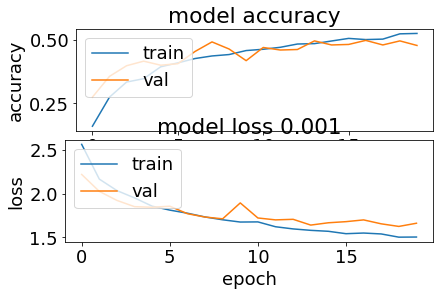 model accuracy
0.50
0.25
accuracy
train
val
model loss 0.001
2.5
2.0
1.5
loss
train
val
0 5 10 15
epoch